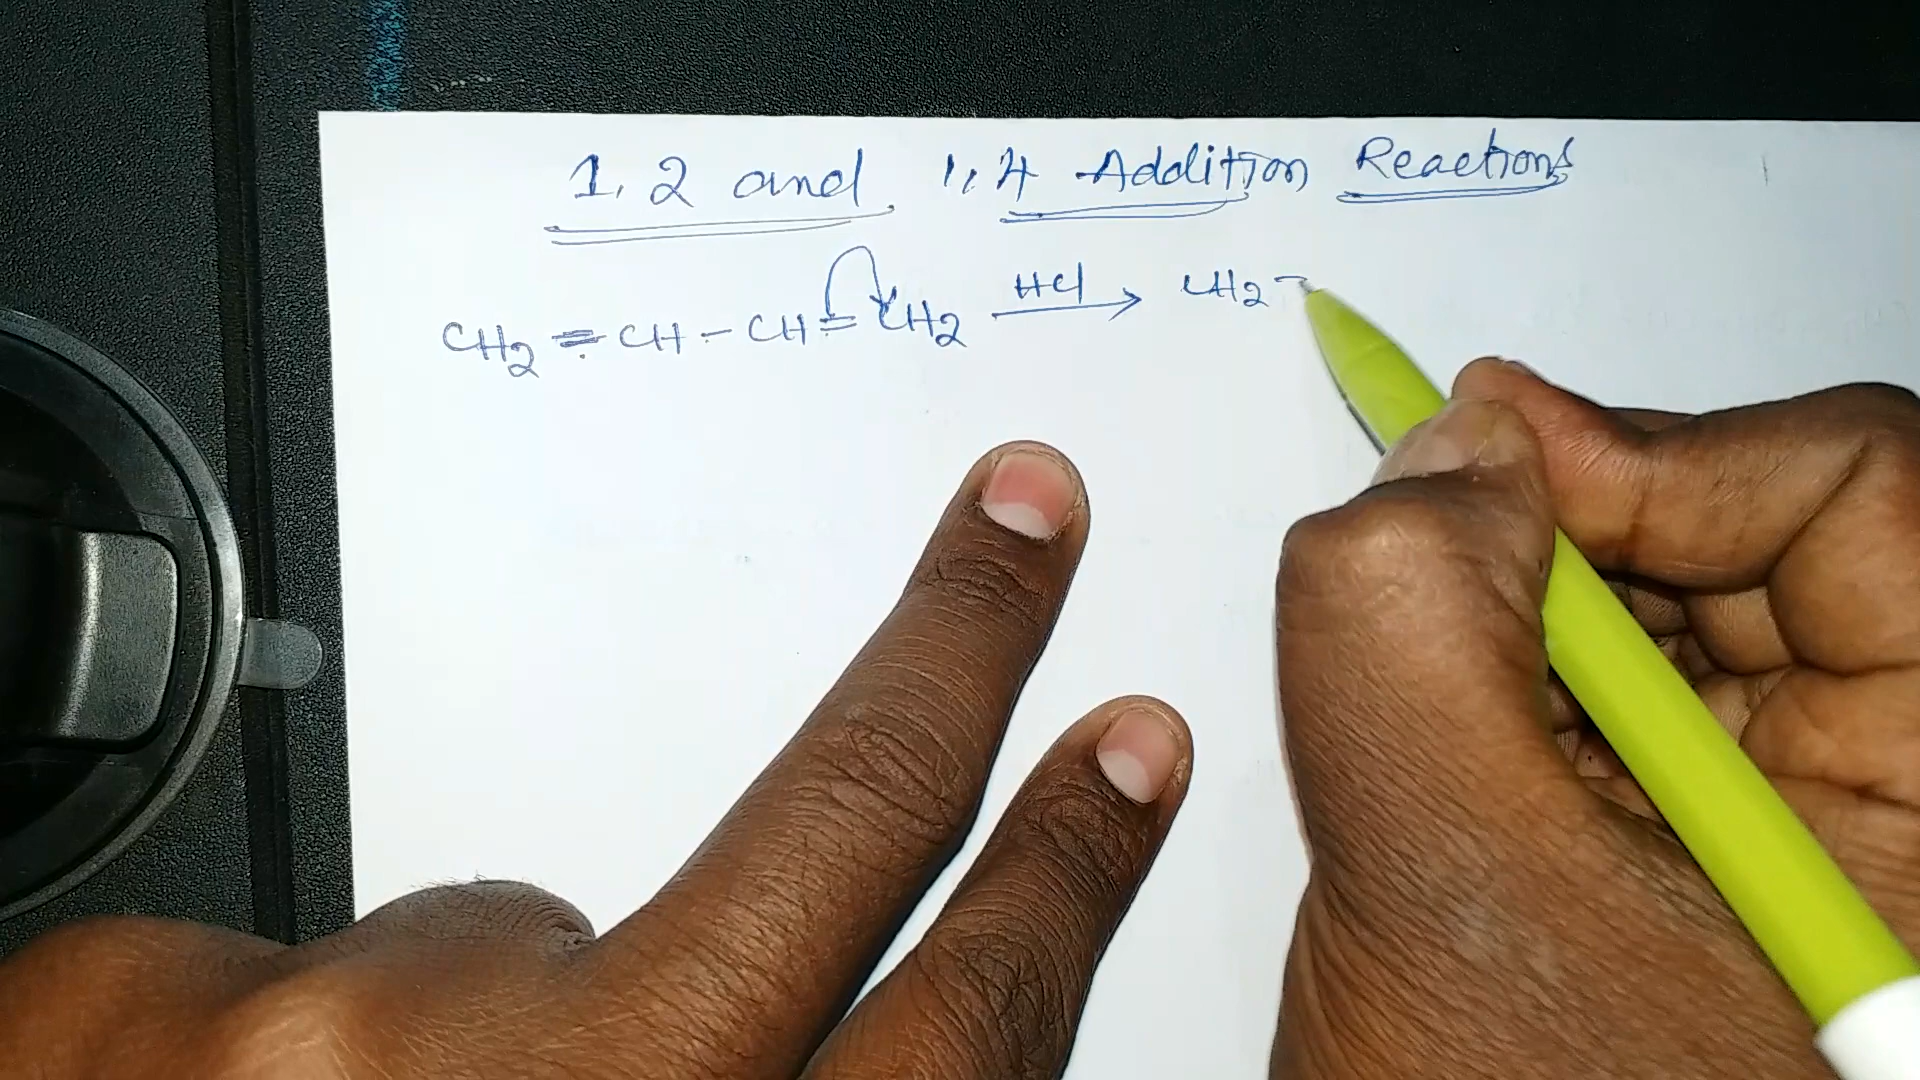 1,2 and 1,4 Addition Reactions
CH2 = CH - CH = CH2 HCl → CH2 =